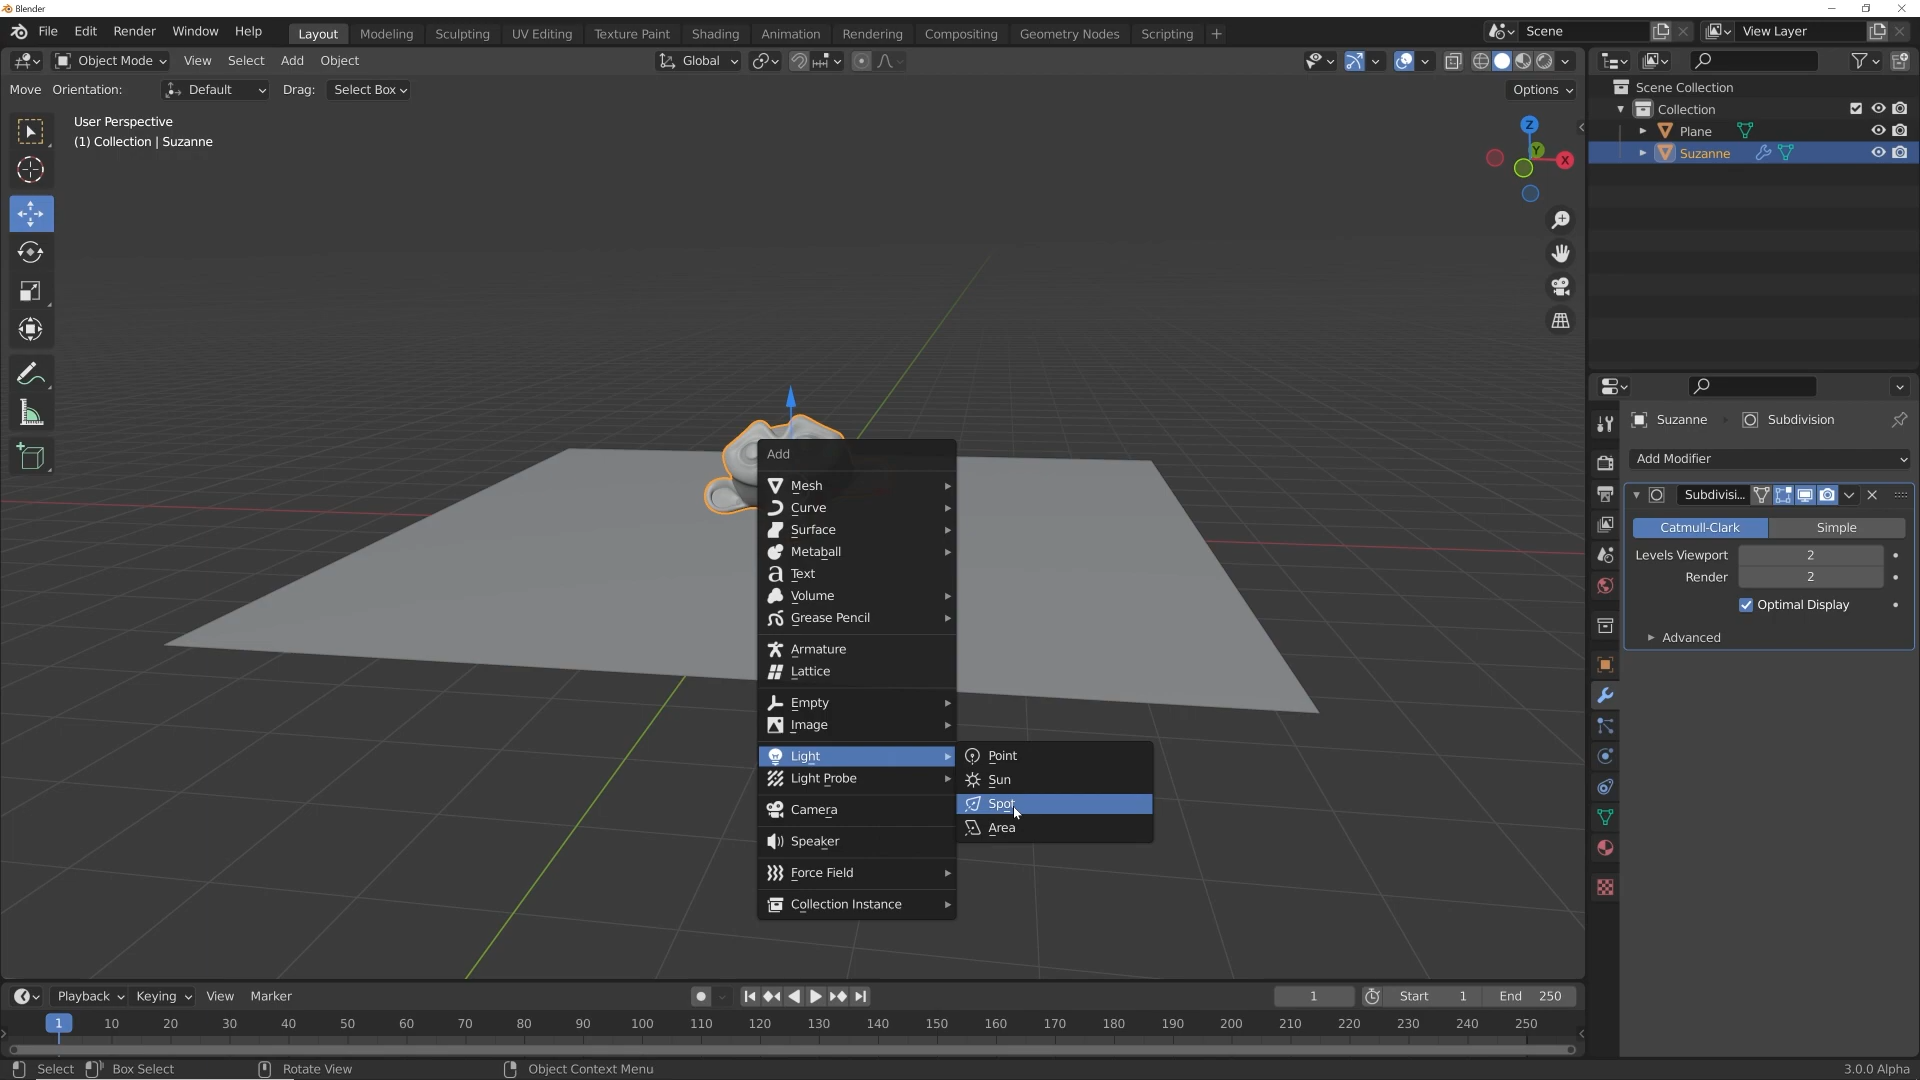 Blender
File Edit Render Window Help Layout Modeling Sculpting UV Editing Texture Paint Shading Animation Rendering Compositing Geometry Nodes Scripting + Scene View Layer
Object Mode View Select Add Object Global
Move Orientation: Default Drag: Select Box Options
User Perspective
(1) Collection | Suzanne
Z
Y
X
Scene Collection
Collection
Plane
Suzanne
Add
Mesh
Curve
Surface
Metaball
Text
Volume
Grease Pencil
Armature
Lattice
Empty
Image
Light
Light Probe
Camera
Speaker
Force Field
Collection Instance
Point
Sun
Spot
Area
Suzanne Subdivision
Add Modifier
Subdivisi...
Catmull-Clark Simple
Levels Viewport 2
Render 2
Optimal Display
Advanced
Playback Keying View Marker 1 Start 1 End 250
1 10 20 30 40 50 60 70 80 90 100 110 120 130 140 150 160 170 180 190 200 210 220 230 240 250
Select Box Select Rotate View Object Context Menu 3.0.0 Alpha